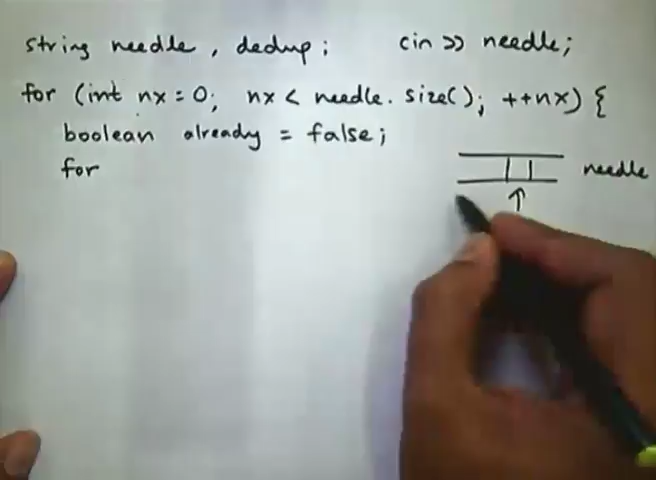 string needle, dedup; cin >> needle;
for (int nx = 0; nx < needle.size(); ++nx) {
boolean already = false;
for
needle